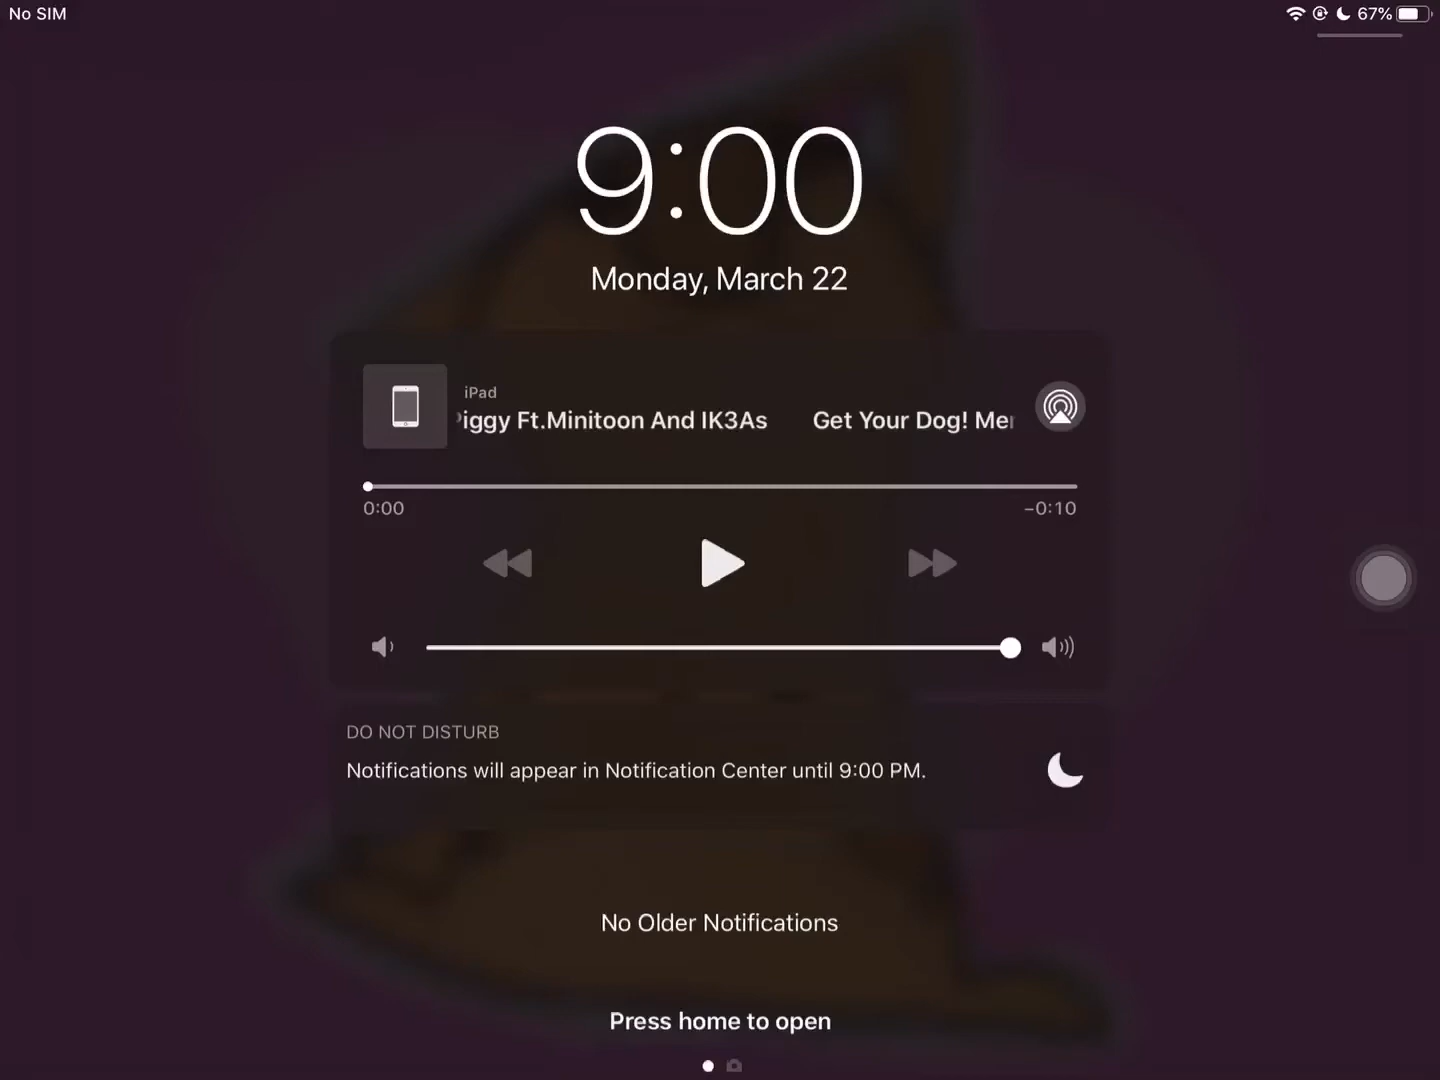 No SIM
67%
9:00
Monday, March 22
iPad
iggy Ft.Minitoon And IK3As Get Your Dog! Me
0:00
−0:10
DO NOT DISTURB
Notifications will appear in Notification Center until 9:00 PM.
No Older Notifications
Press home to open